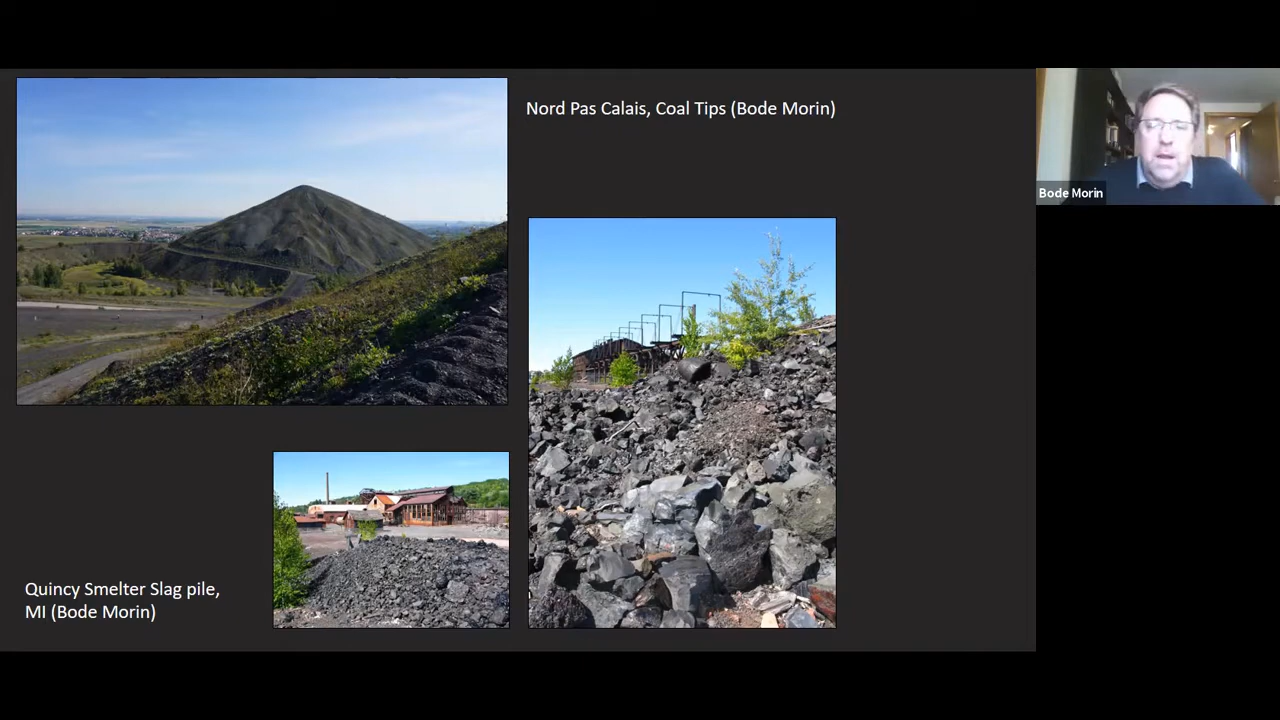 Nord Pas Calais, Coal Tips (Bode Morin)
Bode Morin
Quincy Smelter Slag pile,
MI (Bode Morin)